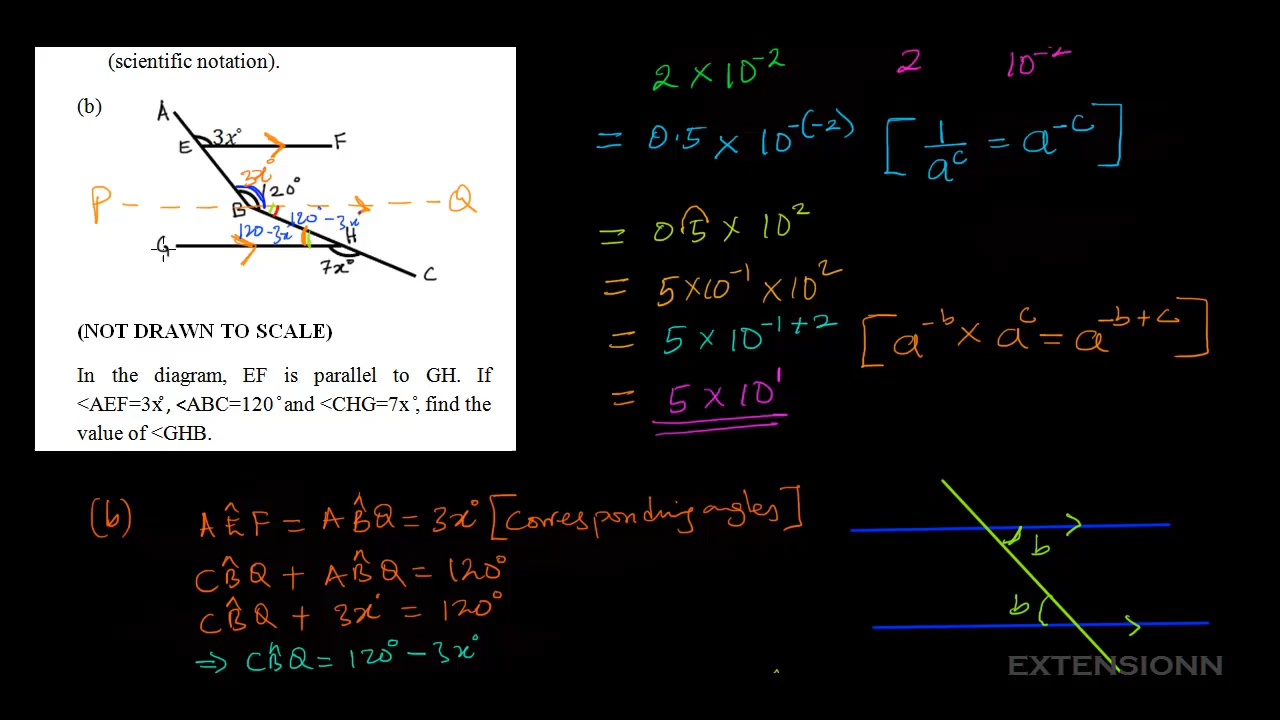 (scientific notation).
(b)
A
E 3x° F
3x°
120°
P Q
B 120° - 3x°
120 - 3x
G H
7x° C
(NOT DRAWN TO SCALE)
In the diagram, EF is parallel to GH. If
<AEF=3x°, <ABC=120° and <CHG=7x°, find the
value of <GHB.
2 × 10⁻² 2 10⁻²
= 0.5 × 10⁻⁽⁻²⁾ [1/aᶜ = a⁻ᶜ]
= 0.5 × 10²
= 5×10⁻¹ × 10²
= 5 × 10⁻¹⁺² [a⁻ᵇ × aᶜ = a⁻ᵇ⁺ᶜ]
= 5 × 10¹
(b) AÊF = AB̂Q = 3x° [Corresponding angles]
CB̂Q + AB̂Q = 120°
CB̂Q + 3x° = 120°
⇒ CB̂Q = 120° - 3x°
b
b
EXTENSIONN